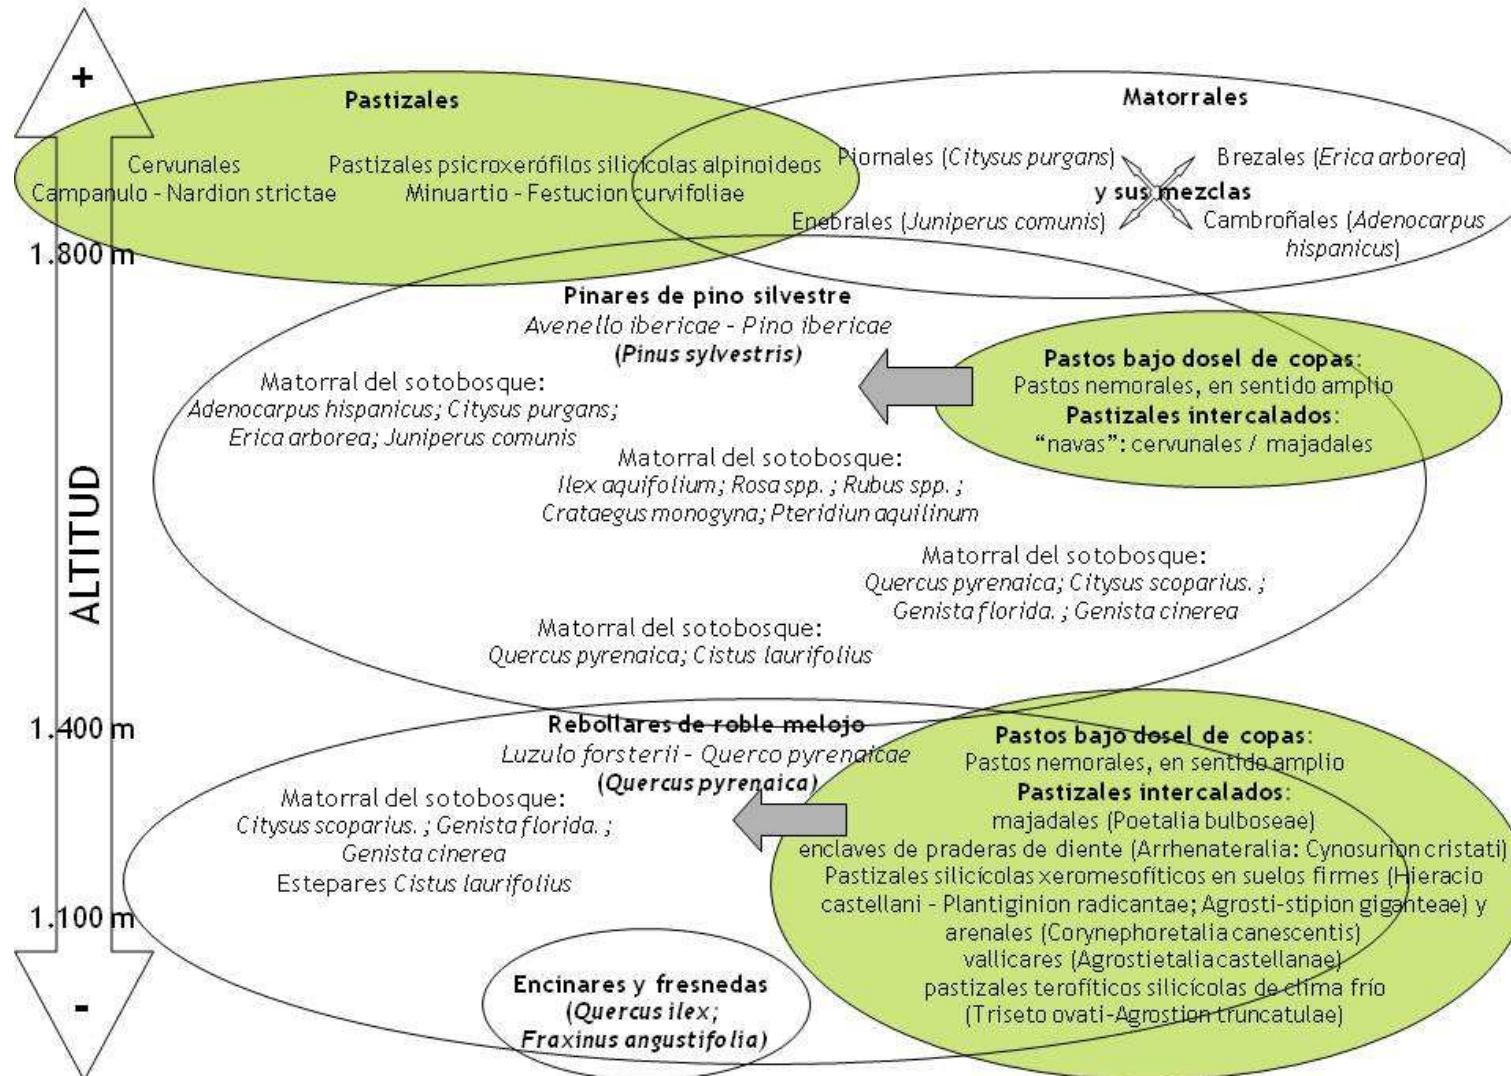 +
Pastizales
Matorrales
Cervunales
Campanulo - Nardion strictae
Pastizales psicroxerófilos silicícolas alpinoideos
Minuartio - Festucion curvifoliae
Piornales (Citysus purgans)
Brezales (Erica arborea)
y sus mezclas
Enebrales (Juniperus comunis)
Cambroñales (Adenocarpus
hispanicus)
1.800 m
Pinares de pino silvestre
Avenello ibericae - Pino ibericae
(Pinus sylvestris)
Pastos bajo dosel de copas:
Pastos nemorales, en sentido amplio
Pastizales intercalados:
“navas”: cervunales / majadales
Matorral del sotobosque:
Adenocarpus hispanicus; Citysus purgans;
Erica arborea; Juniperus comunis
Matorral del sotobosque:
Ilex aquifolium; Rosa spp. ; Rubus spp. ;
Crataegus monogyna; Pteridiun aquilinum
ALTITUD
Matorral del sotobosque:
Quercus pyrenaica; Citysus scoparius. ;
Genista florida. ; Genista cinerea
Matorral del sotobosque:
Quercus pyrenaica; Cistus laurifolius
1.400 m
Rebollares de roble melojo
Luzulo forsterii - Querco pyrenaicae
(Quercus pyrenaica)
Matorral del sotobosque:
Citysus scoparius. ; Genista florida. ;
Genista cinerea
Estepares Cistus laurifolius
Pastos bajo dosel de copas:
Pastos nemorales, en sentido amplio
Pastizales intercalados:
majadales (Poetalia bulboseae)
enclaves de praderas de diente (Arrhenateralia: Cynosurion cristati)
Pastizales silicícolas xeromesofíticos en suelos firmes (Hieracio
castellani - Plantiginion radicantae; Agrosti-stipion giganteae) y
arenales (Corynephoretalia canescentis)
vallicares (Agrostietalia castellanae)
pastizales terofíticos silicícolas de clima frío
(Triseto ovati-Agrostion truncatulae)
1.100 m
Encinares y fresnedas
(Quercus ilex;
Fraxinus angustifolia)
-